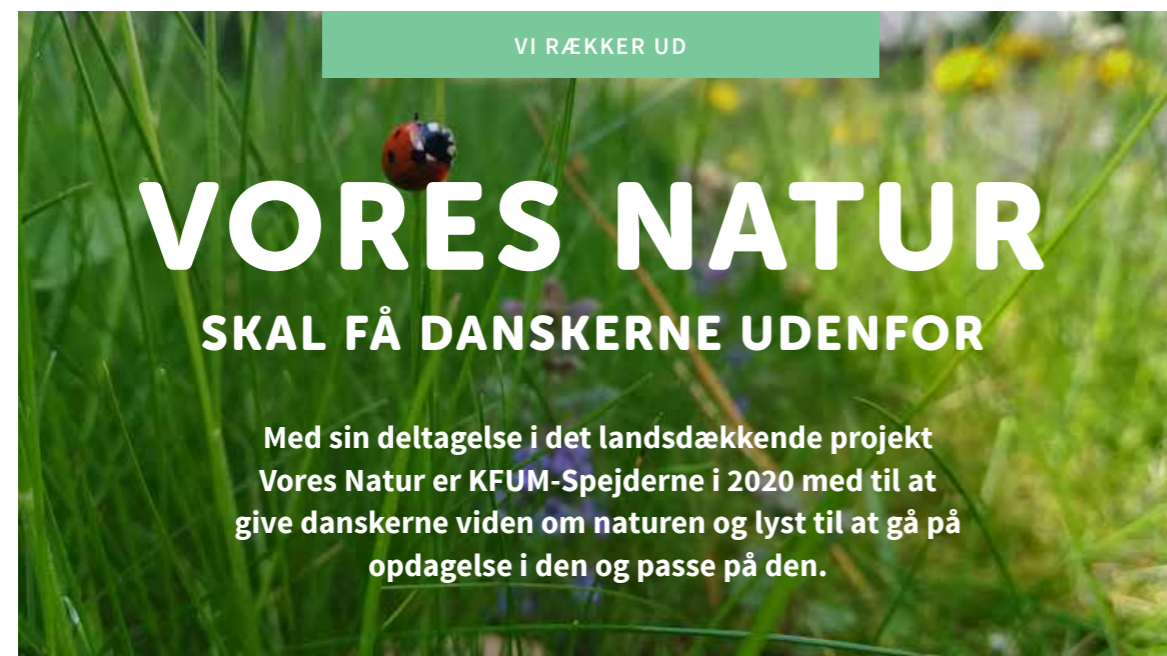 VI RÆKKER UD
VORES NATUR
SKAL FÅ DANSKERNE UDENFOR
Med sin deltagelse i det landsdækkende projekt
Vores Natur er KFUM-Spejderne i 2020 med til at
give danskerne viden om naturen og lyst til at gå på
opdagelse i den og passe på den.